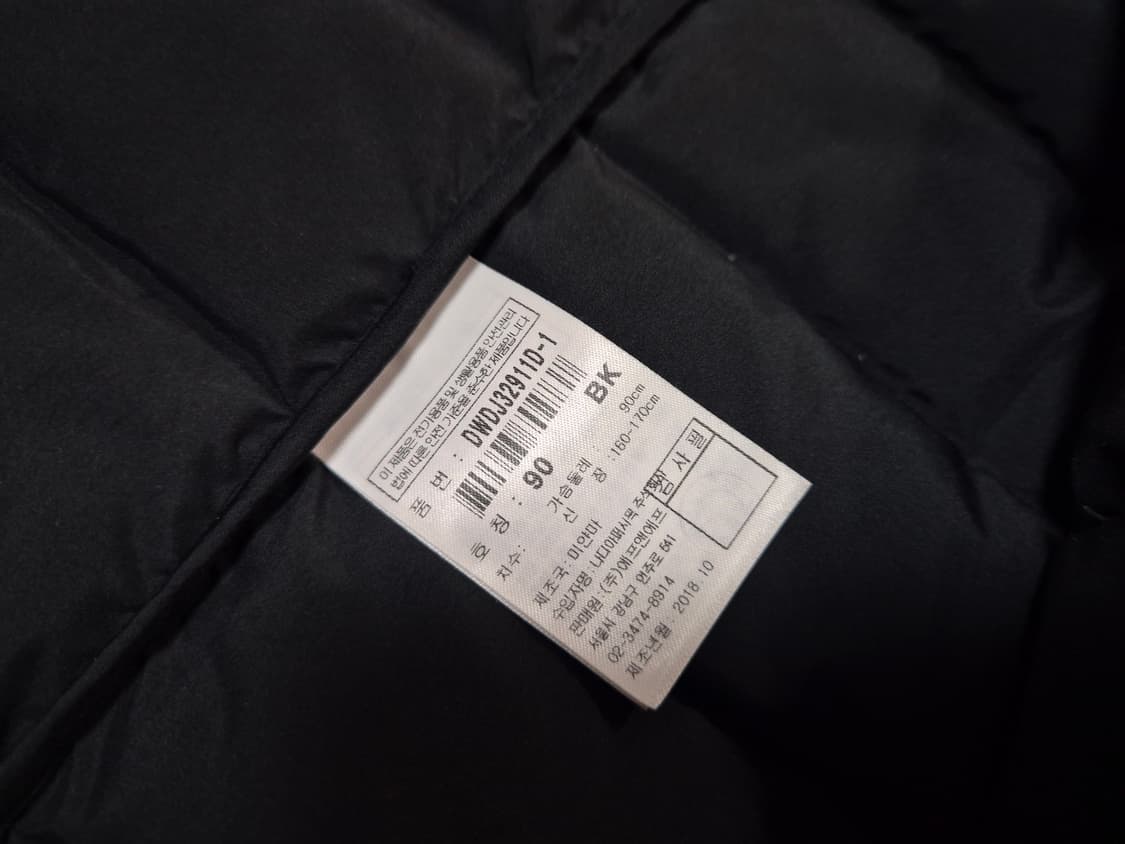 이 제품은 전기용품 및 생활용품 안전관리
법에 따른 안전 기준을 준수한 제품입니다
품 번 : DWDJ32911D-1
호 칭 : 90 BK
치수: 가슴둘레 : 90cm
신 장 :160-170cm
제조국 : 미얀마
수입자명 : 나디아퍼시픽 주식회사
판매원 : (주)에프앤에프
서울시 강남구 언주로 541
02-3474-8914
제조년월 : 2018.10
검 사 필